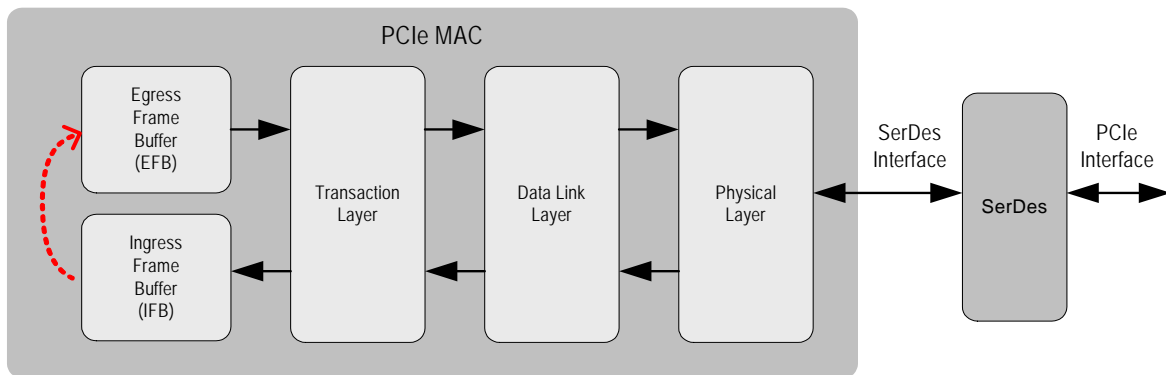 PCIe MAC
Egress
Frame
Buffer
(EFB)
Ingress
Frame
Buffer
(IFB)
Transaction
Layer
Data Link
Layer
Physical
Layer
SerDes
Interface
SerDes
PCIe
Interface